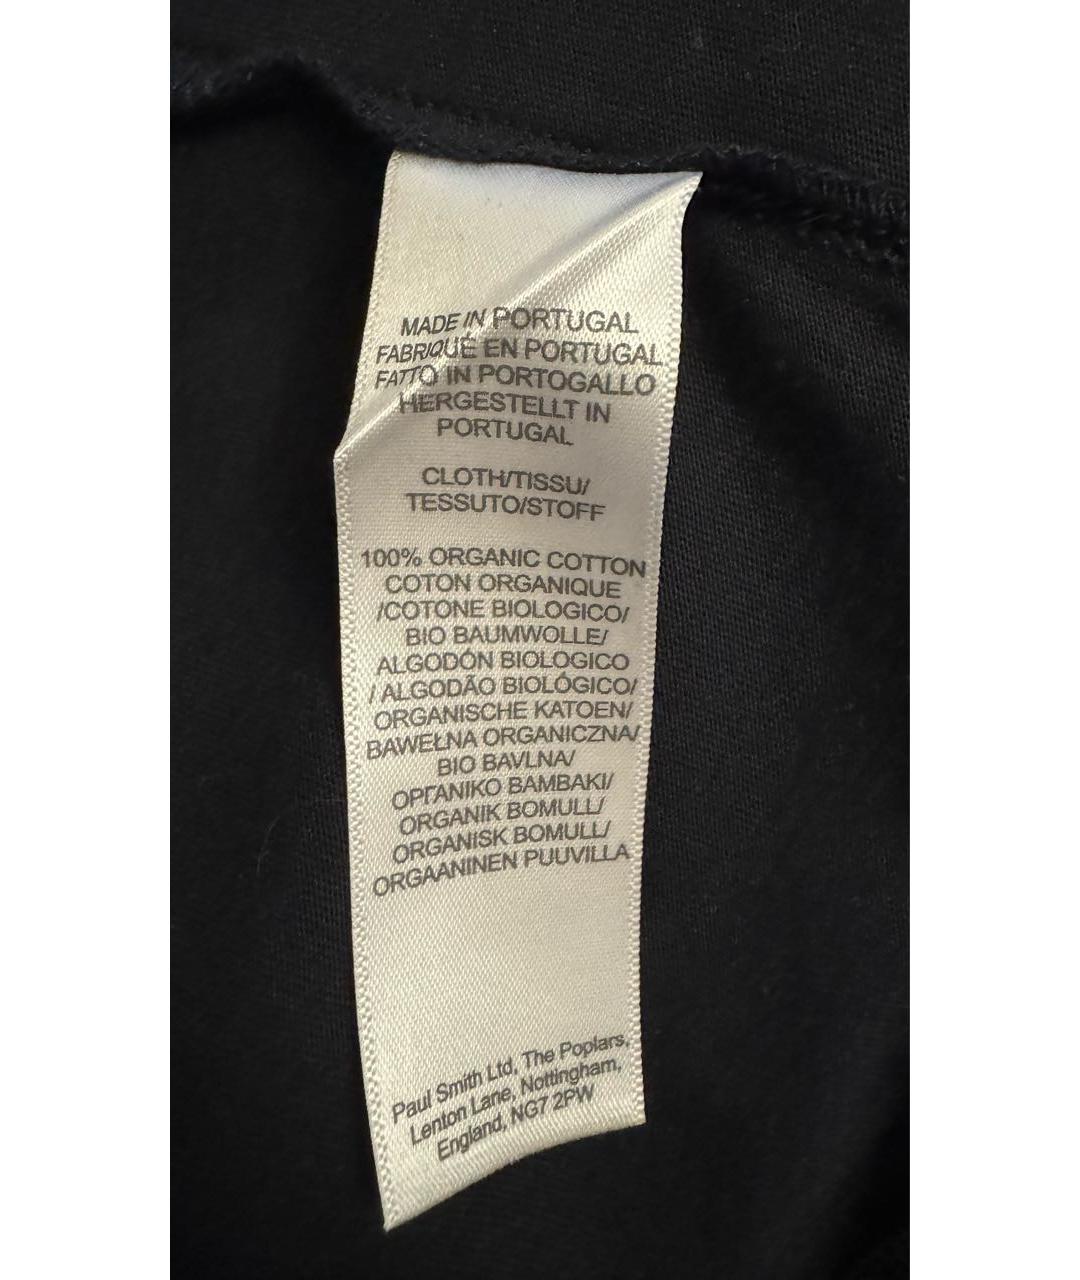 MADE IN PORTUGAL
FABRIQUÉ EN PORTUGAL
FATTO IN PORTOGALLO
HERGESTELLT IN
PORTUGAL
CLOTH/TISSU/
TESSUTO/STOFF
100% ORGANIC COTTON
COTON ORGANIQUE
/COTONE BIOLOGICO/
BIO BAUMWOLLE/
ALGODÓN BIOLOGICO
/ ALGODÃO BIOLÓGICO/
ORGANISCHE KATOEN/
BAWEŁNA ORGANICZNA/
BIO BAVLNA/
ΟΡΓΑΝΙΚO BAMBAKI/
ORGANIK BOMULL/
ORGANISK BOMULL/
ORGAANINEN PUUVILLA
Paul Smith Ltd, The Poplars,
Lenton Lane, Nottingham,
England, NG7 2PW